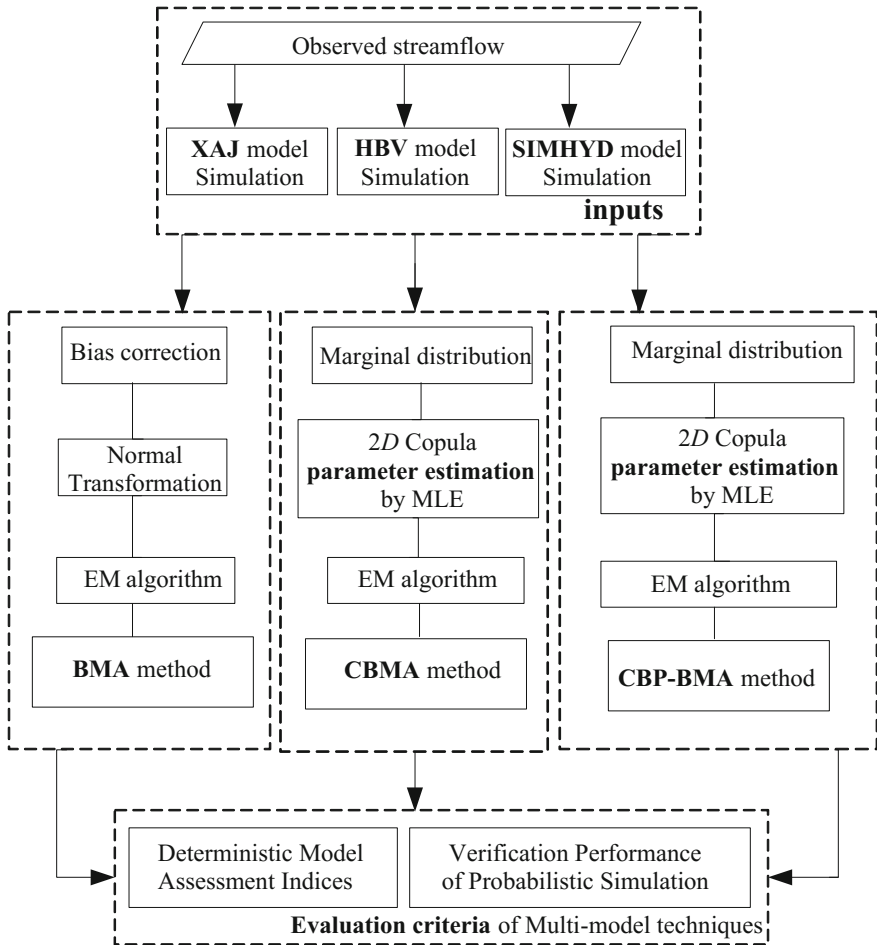 Observed streamflow
XAJ model
Simulation
HBV model
Simulation
SIMHYD model
Simulation
inputs
Bias correction
Normal
Transformation
EM algorithm
BMA method
Marginal distribution
2D Copula
parameter estimation
by MLE
EM algorithm
CBMA method
Marginal distribution
2D Copula
parameter estimation
by MLE
EM algorithm
CBP-BMA method
Deterministic Model
Assessment Indices
Verification Performance
of Probabilistic Simulation
Evaluation criteria of Multi-model techniques